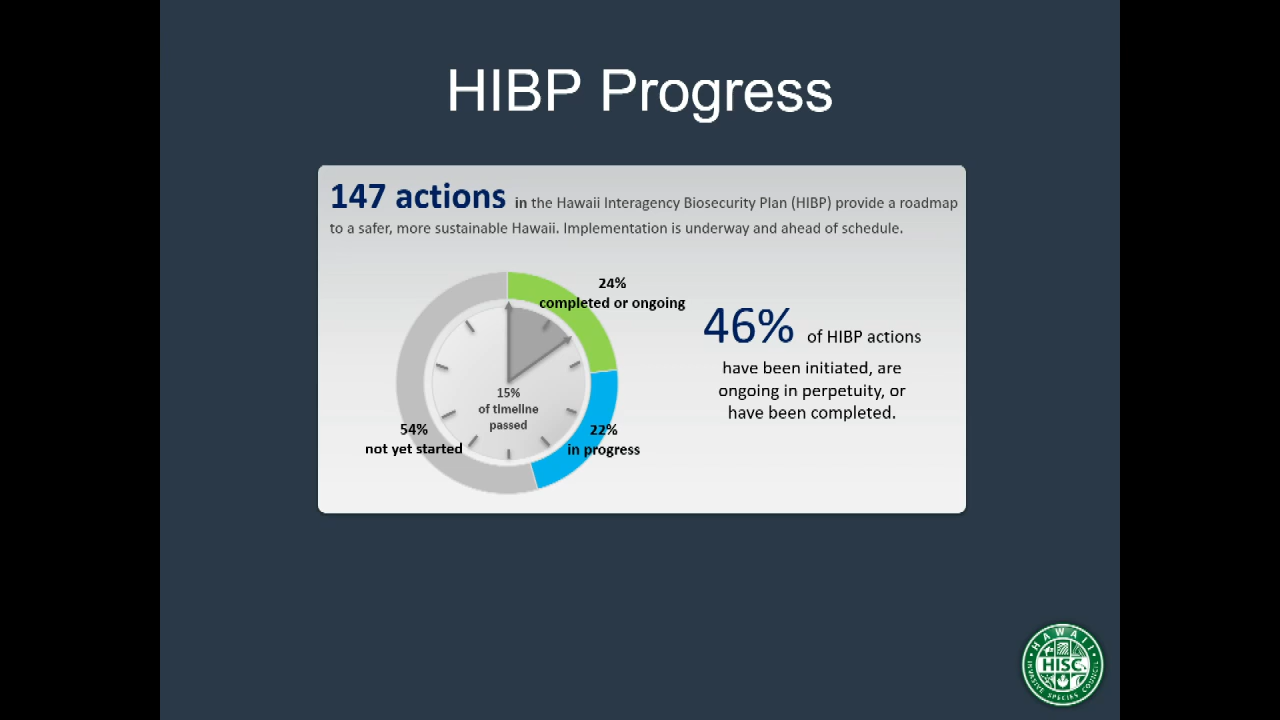 HIBP Progress
147 actions in the Hawaii Interagency Biosecurity Plan (HIBP) provide a roadmap
to a safer, more sustainable Hawaii. Implementation is underway and ahead of schedule.
24%
completed or ongoing
46% of HIBP actions
have been initiated, are
ongoing in perpetuity, or
have been completed.
15%
of timeline
passed
54%
not yet started
22%
in progress
HAWAII
HISC
INVASIVE SPECIES COUNCIL